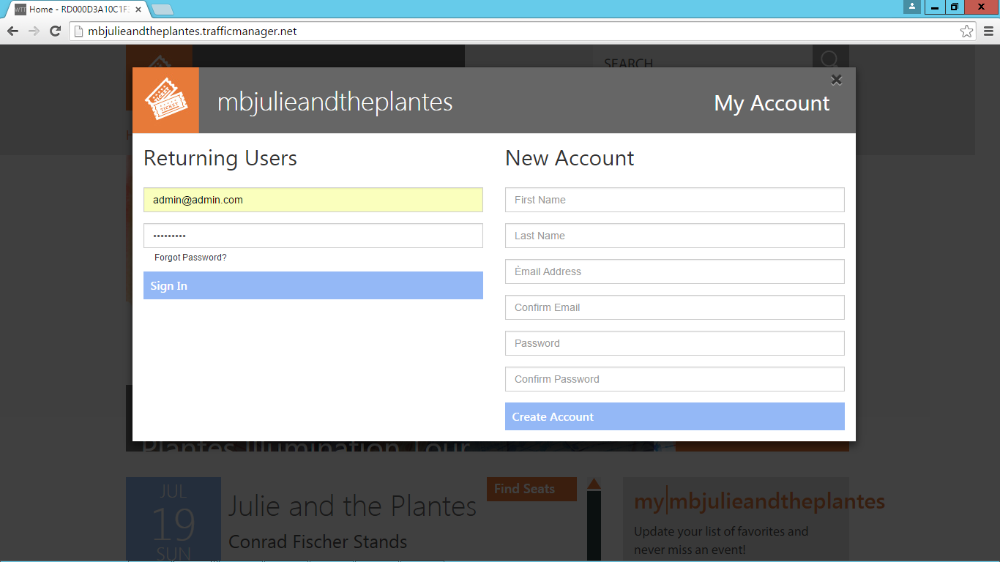 WTT Home - RD000D3A10C1F
mbjulieandtheplantes.trafficmanager.net
SEARCH
TICKET
mbjulieandtheplantes
My Account
Returning Users
admin@admin.com
•••••••••
Forgot Password?
Sign In
New Account
First Name
Last Name
Èmail Address
Confirm Email
Password
Confirm Password
Create Account
Plantes Illumination Tour
JUL
19
SUN
Julie and the Plantes
Conrad Fischer Stands
Find Seats
my|mbjulieandtheplantes
Update your list of favorites and
never miss an event!